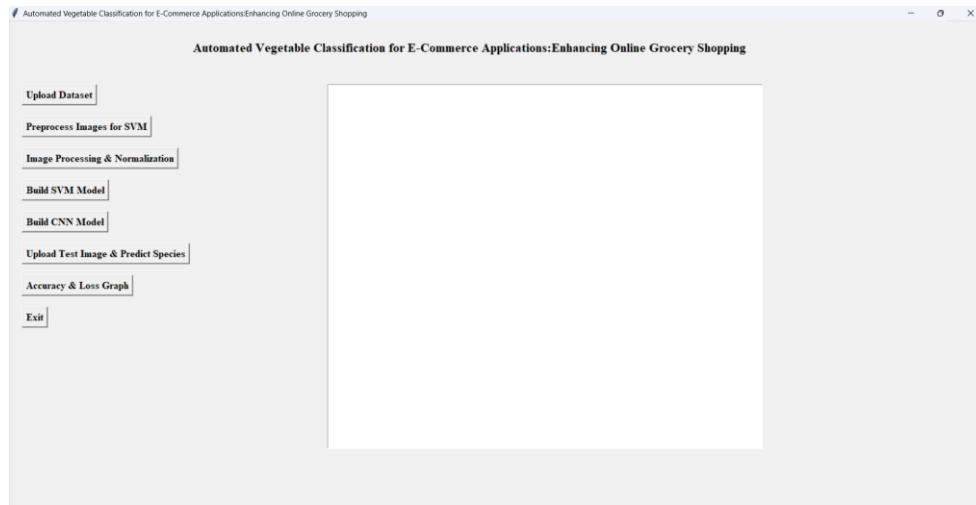 Automated Vegetable Classification for E-Commerce Applications:Enhancing Online Grocery Shopping
Automated Vegetable Classification for E-Commerce Applications:Enhancing Online Grocery Shopping
Upload Dataset
Preprocess Images for SVM
Image Processing & Normalization
Build SVM Model
Build CNN Model
Upload Test Image & Predict Species
Accuracy & Loss Graph
Exit